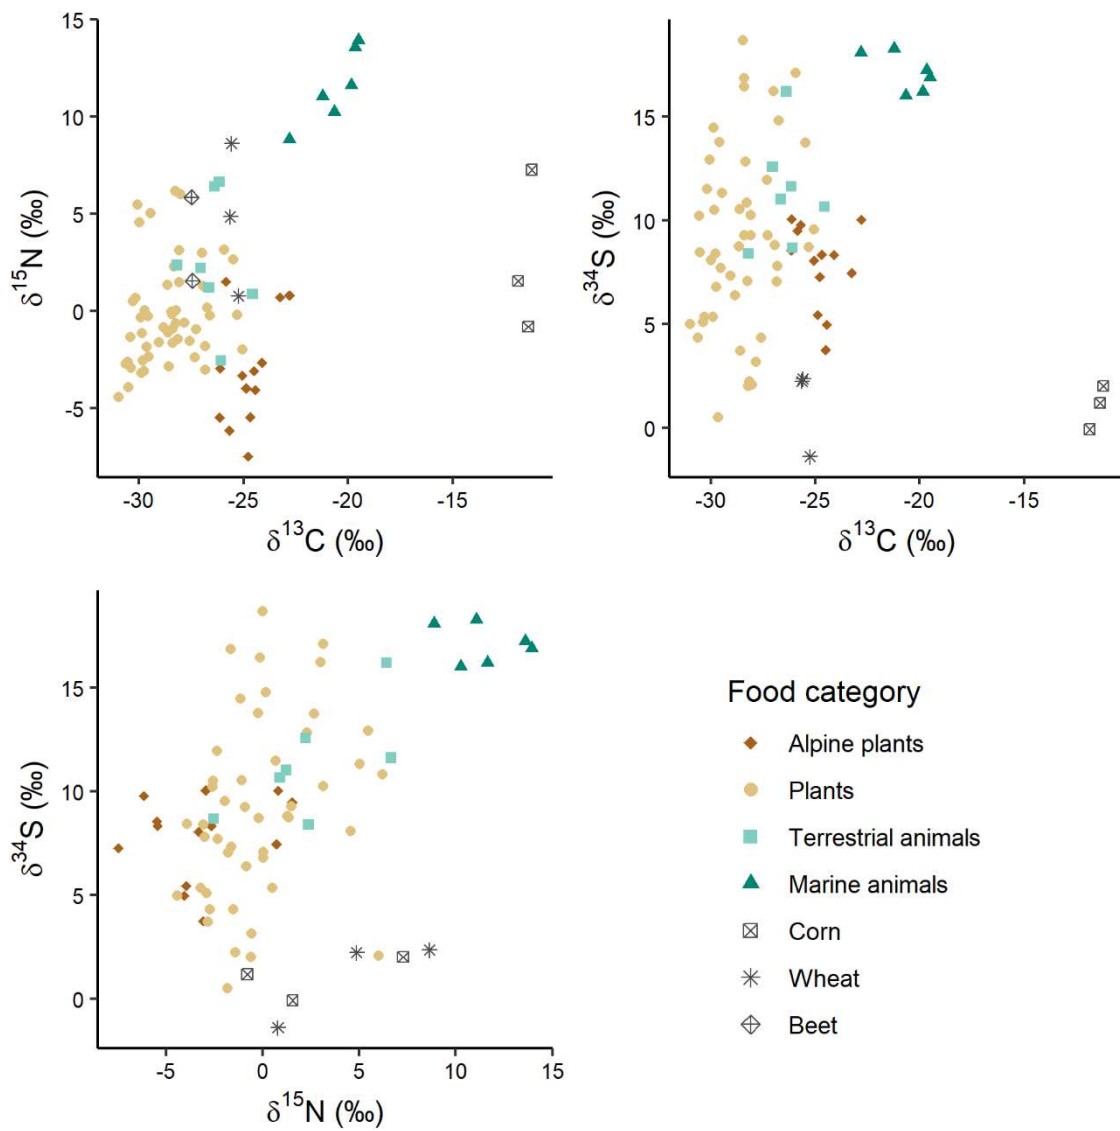 15
10
5
0
-5
δ15N (‰)
-30 -25 -20 -15
δ13C (‰)
15
10
5
0
δ34S (‰)
-30 -25 -20 -15
δ13C (‰)
15
10
5
0
δ34S (‰)
-5 0 5 10 15
δ15N (‰)
Food category
Alpine plants
Plants
Terrestrial animals
Marine animals
Corn
Wheat
Beet